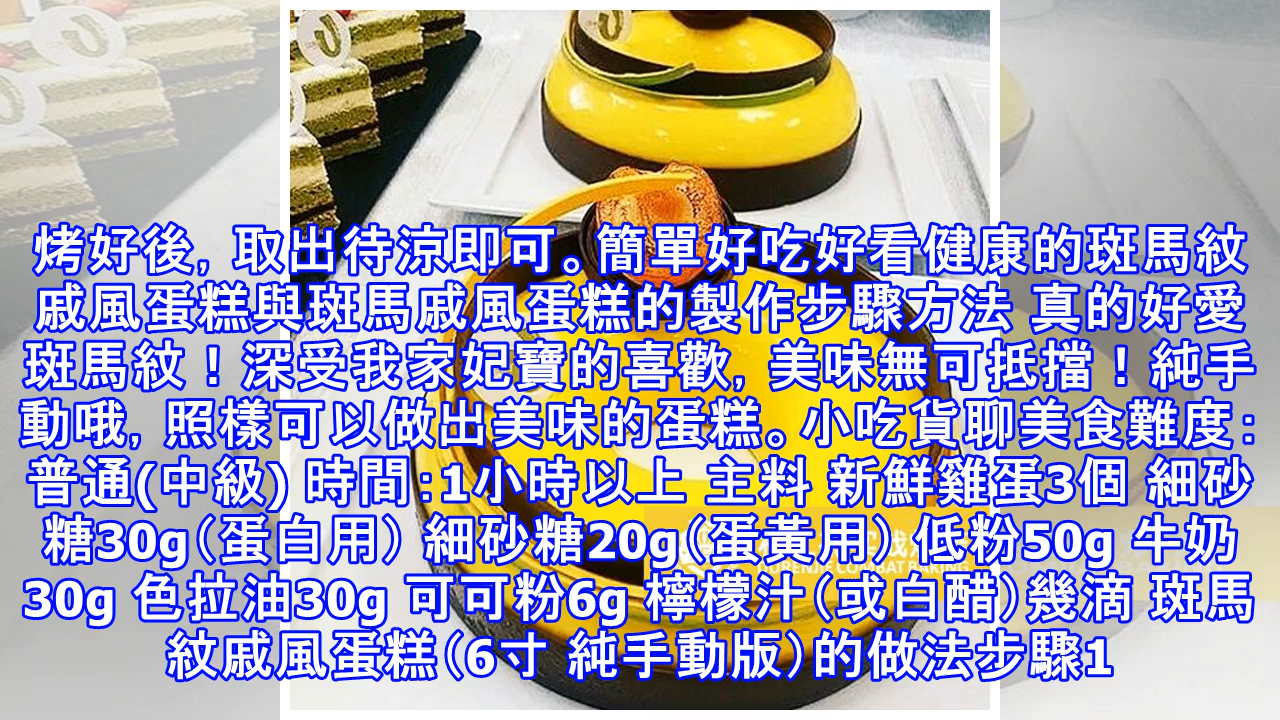 烤好後, 取出待涼即可。簡單好吃好看健康的斑馬紋
戚風蛋糕與斑馬戚風蛋糕的製作步驟方法 真的好愛
斑馬紋！深受我家妃寶的喜歡, 美味無可抵擋！純手
動哦, 照樣可以做出美味的蛋糕。小吃貨聊美食難度:
普通(中級) 時間:1小時以上 主料 新鮮雞蛋3個 細砂
糖30g(蛋白用) 細砂糖20g(蛋黃用) 低粉50g 牛奶
30g 色拉油30g 可可粉6g 檸檬汁(或白醋)幾滴 斑馬
紋戚風蛋糕(6寸 純手動版)的做法步驟1
COMBAT BAKING